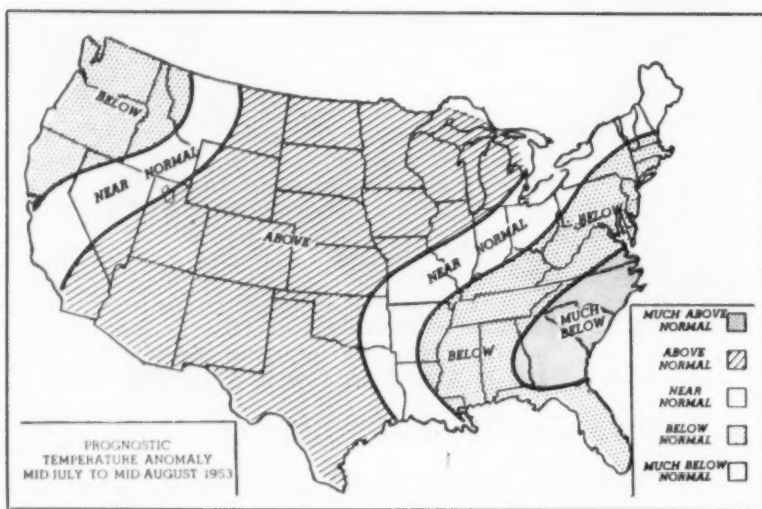 BELOW
NEAR NORMAL
ABOVE
NEAR NORMAL
BELOW
BELOW
MUCH
BELOW
MUCH ABOVE
NORMAL
ABOVE
NORMAL
NEAR
NORMAL
BELOW
NORMAL
MUCH BELOW
NORMAL
PROGNOSTIC
TEMPERATURE ANOMALY
MID JULY TO MID AUGUST 1953